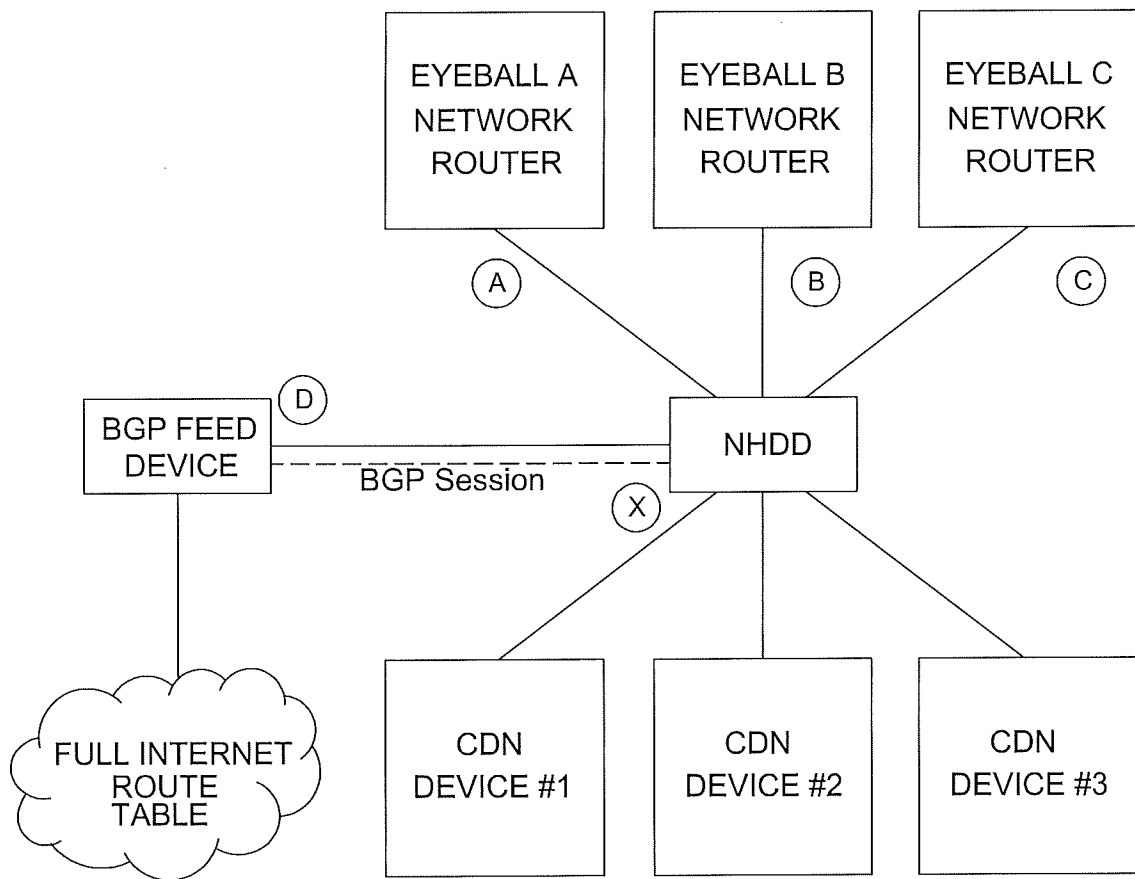 EYEBALL A
NETWORK
ROUTER
EYEBALL B
NETWORK
ROUTER
EYEBALL C
NETWORK
ROUTER
A
B
C
D
BGP FEED
DEVICE
BGP Session
NHDD
X
FULL INTERNET
ROUTE
TABLE
CDN
DEVICE #1
CDN
DEVICE #2
CDN
DEVICE #3